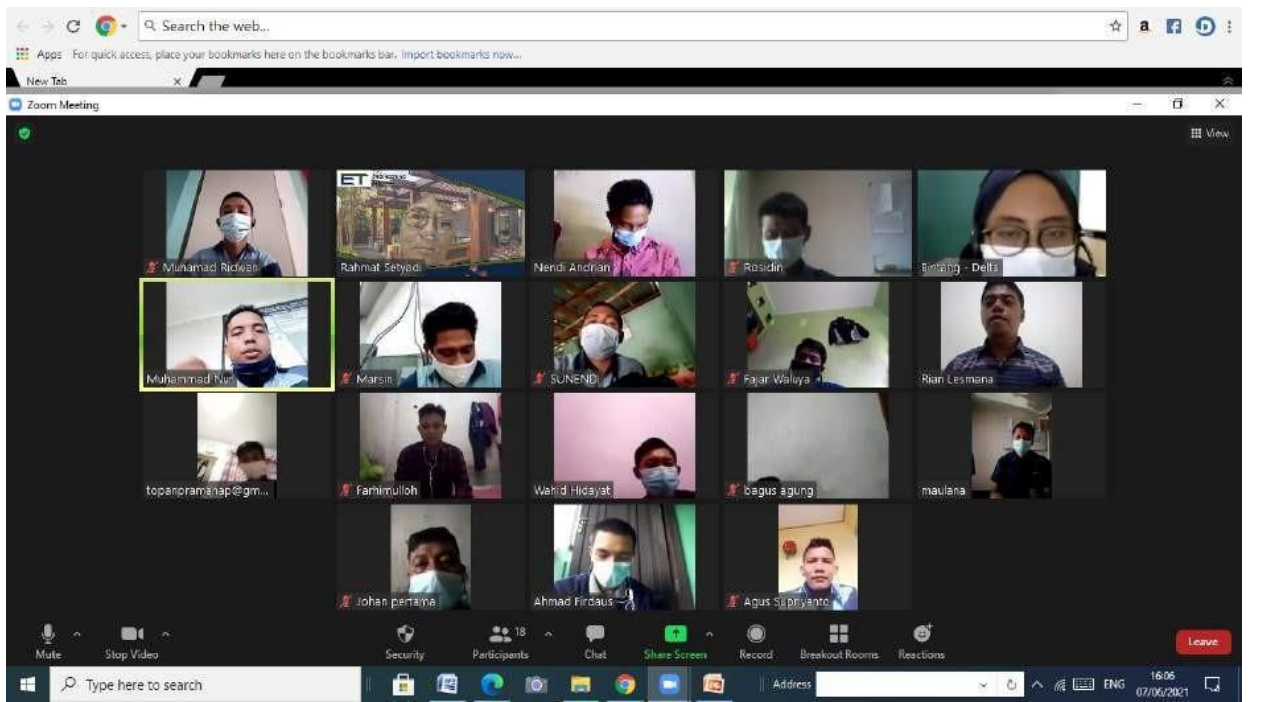 Search the web...
a
Apps For quick access, place your bookmarks here on the bookmarks bar. Import bookmarks now...
New Tab
Zoom Meeting
View
ET
Muhamad Ridwan
Rahmat Setyadi
Nendi Andrian
Rosidin
Bintang - Delta
Muhammad Nur
Marsin
SUNENDI
Fajar Waluya
Rian Lesmana
topanpramanap@gm...
Farhimulloh
Wahid Hidayat
bagus agung
maulana
Johan pertama
Ahmad Firdaus
Agus Supriyanto
18
Mute Stop Video Security Participants Chat Share Screen Record Breakout Rooms Reactions Leave
Type here to search
Address
ENG
16:06
07/06/2021